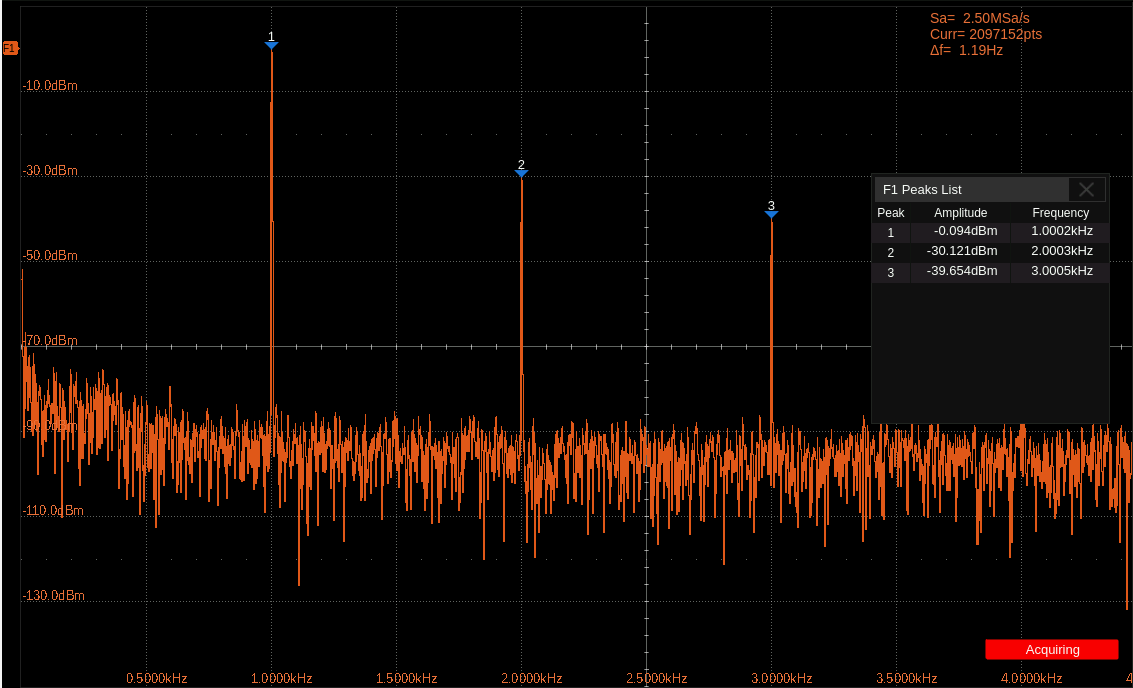 Sa= 2.50MSa/s
Curr= 2097152pts
Δf= 1.19Hz
F1
1
2
3
-10.0dBm
-30.0dBm
-50.0dBm
-70.0dBm
-90.0dBm
-110.0dBm
-130.0dBm
F1 Peaks List
Peak Amplitude Frequency
1 -0.094dBm 1.0002kHz
2 -30.121dBm 2.0003kHz
3 -39.654dBm 3.0005kHz
Acquiring
0.5000kHz 1.0000kHz 1.5000kHz 2.0000kHz 2.5000kHz 3.0000kHz 3.5000kHz 4.0000kHz 4